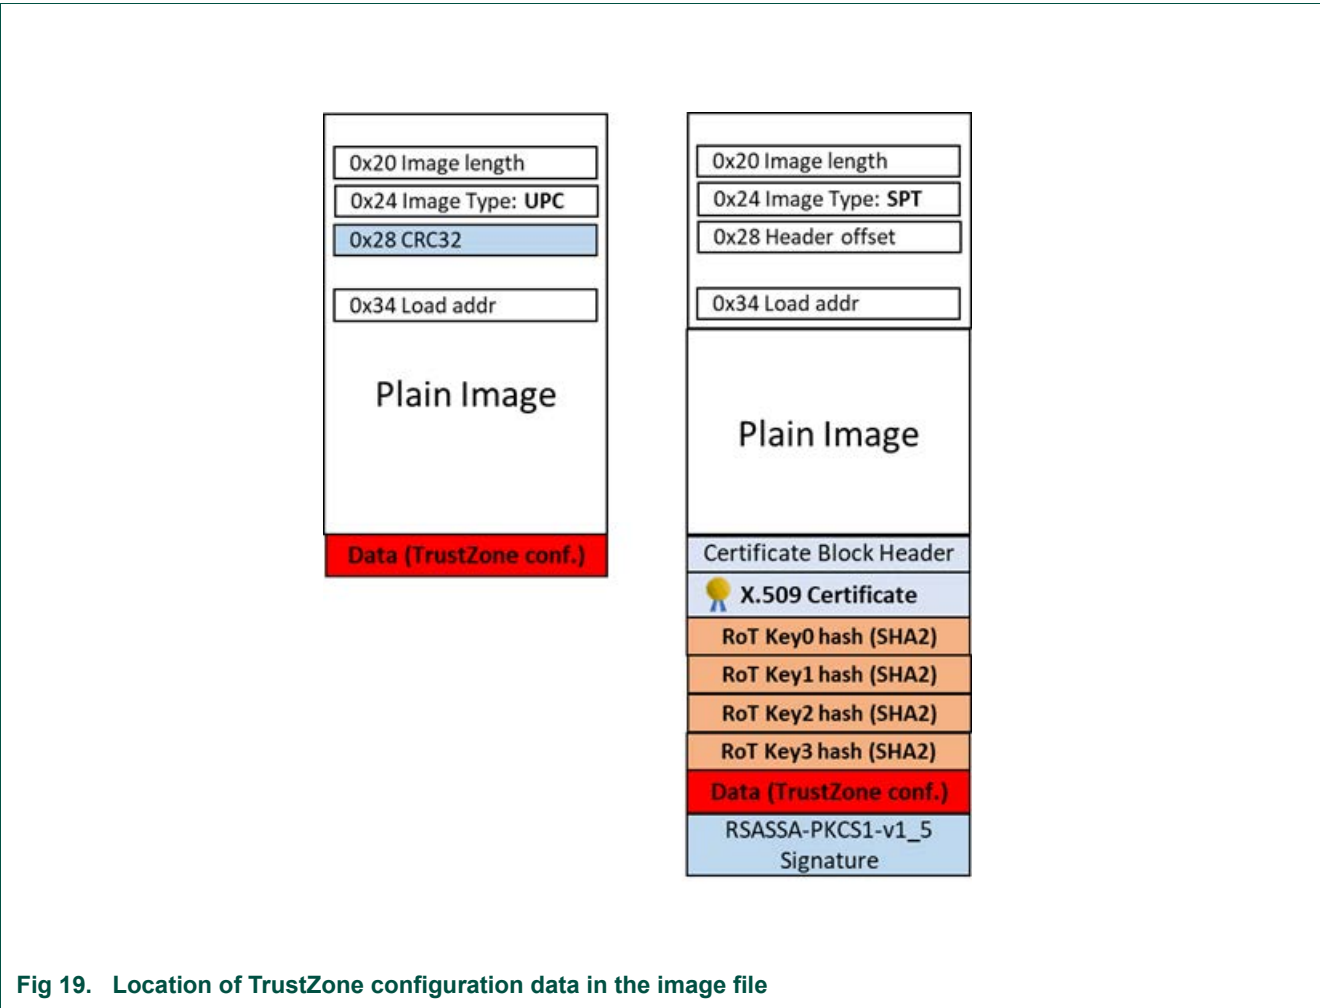 0x20 Image length
0x24 Image Type: UPC
0x28 CRC32
0x34 Load addr
Plain Image
Data (TrustZone conf.)
0x20 Image length
0x24 Image Type: SPT
0x28 Header offset
0x34 Load addr
Plain Image
Certificate Block Header
X.509 Certificate
RoT Key0 hash (SHA2)
RoT Key1 hash (SHA2)
RoT Key2 hash (SHA2)
RoT Key3 hash (SHA2)
Data (TrustZone conf.)
RSASSA-PKCS1-v1_5
Signature
Fig 19. Location of TrustZone configuration data in the image file